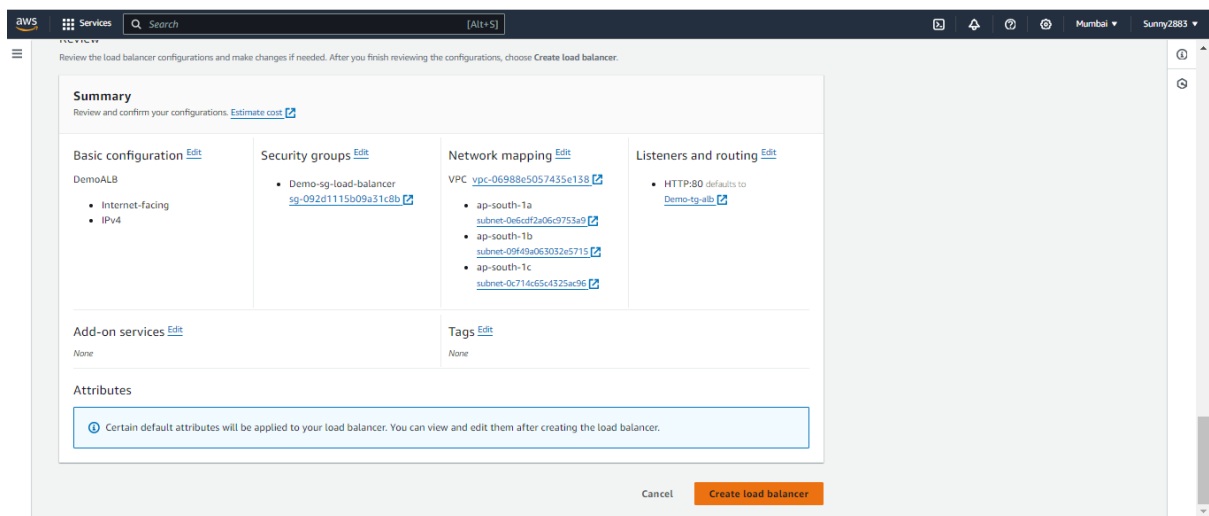 aws Services Search [Alt+S] Mumbai Sunny2883
Review
Review the load balancer configurations and make changes if needed. After you finish reviewing the configurations, choose Create load balancer.
Summary
Review and confirm your configurations. Estimate cost
Basic configuration Edit
DemoALB
• Internet-facing
• IPv4
Security groups Edit
• Demo-sg-load-balancer
sg-092d1115b09a31c8b
Network mapping Edit
VPC vpc-06988e5057435e138
• ap-south-1a
subnet-0e6cdf2a06c9753a9
• ap-south-1b
subnet-09f49a063032e5715
• ap-south-1c
subnet-0c714c65c4325ac96
Listeners and routing Edit
• HTTP:80 defaults to
Demo-tg-alb
Add-on services Edit
None
Tags Edit
None
Attributes
Certain default attributes will be applied to your load balancer. You can view and edit them after creating the load balancer.
Cancel Create load balancer